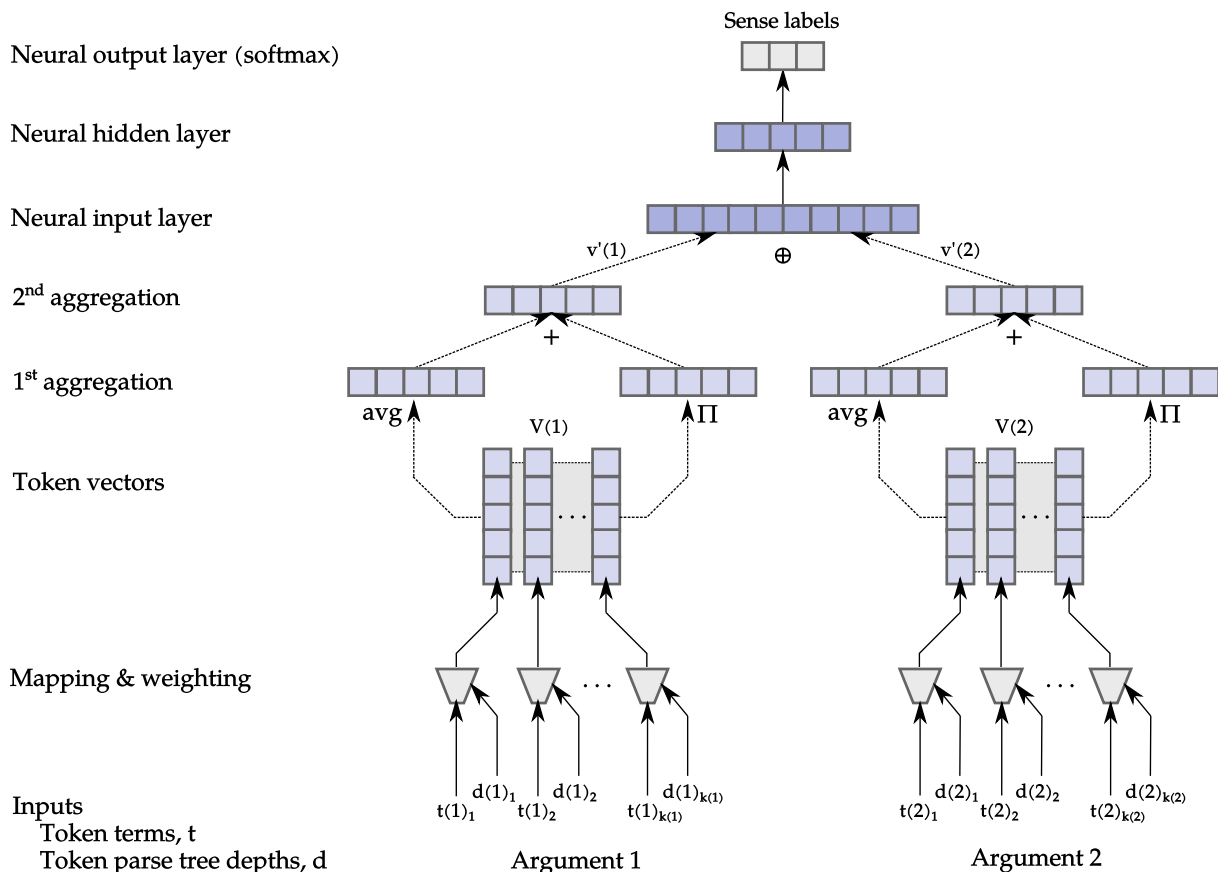 Sense labels
Neural output layer (softmax)
Neural hidden layer
Neural input layer
v'(1) ⊕ v'(2)
2nd aggregation
+ +
1st aggregation
avg Π avg Π
V(1) V(2)
Token vectors
... ...
Mapping & weighting ... ...
d(1)1 d(1)2 d(1)k(1) d(2)1 d(2)2 d(2)k(2)
Inputs t(1)1 t(1)2 t(1)k(1) t(2)1 t(2)2 t(2)k(2)
Token terms, t
Token parse tree depths, d Argument 1 Argument 2